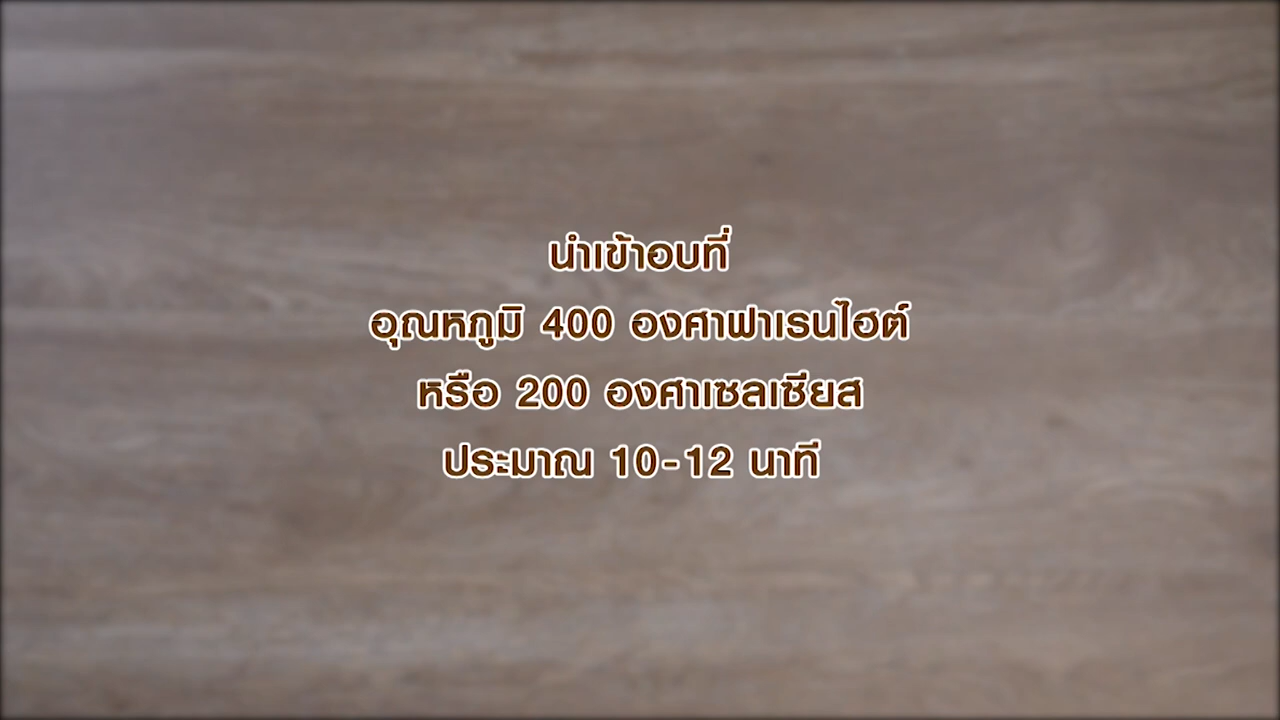 นำเข้าอบที่
อุณหภูมิ 400 องศาฟาเรนไฮต์
หรือ 200 องศาเซลเซียส
ประมาณ 10-12 นาที